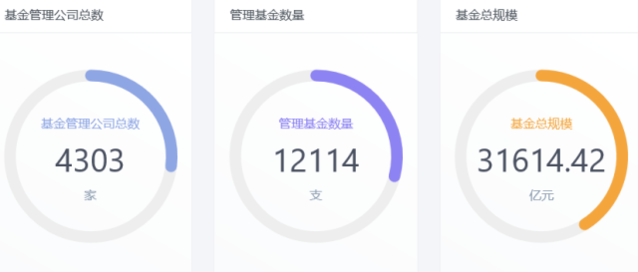 基金管理公司总数
管理基金数量
基金总规模
基金管理公司总数
4303
家
管理基金数量
12114
支
基金总规模
31614.42
亿元